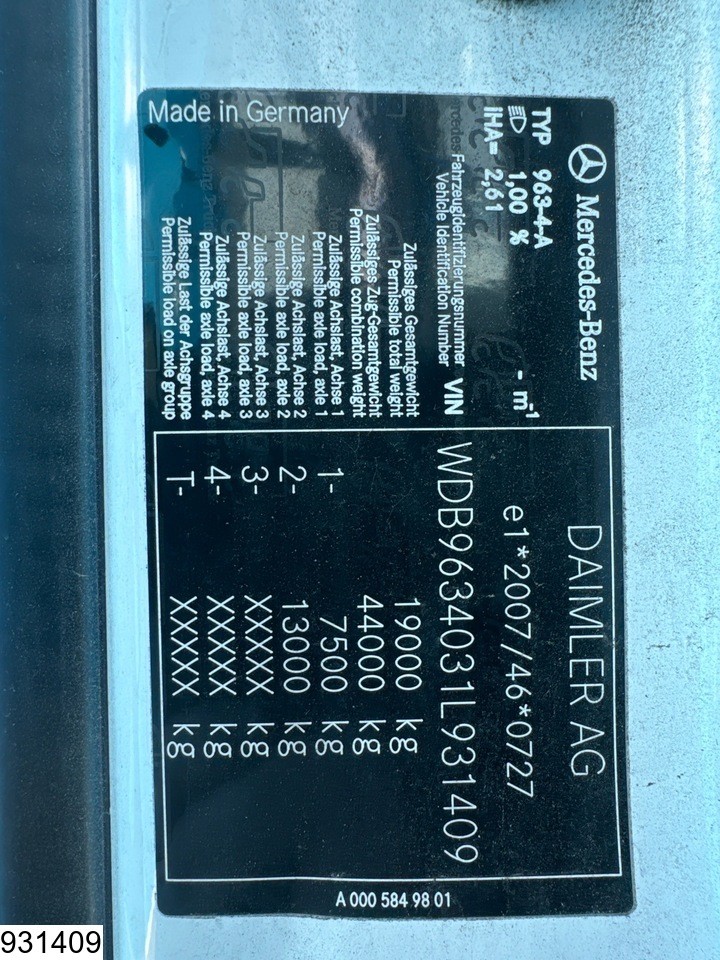 Mercedes-Benz
DAIMLER AG
TYP 963-4-A
1,00 %
- m-1
IHA= 2,61
e1*2007/46*0727
Fahrzeugidentifizierungsnummer
Vehicle Identification Number
VIN
WDB9634031L931409
Zulässiges Gesamtgewicht
Permissible total weight
19000 kg
Zulässiges Zug-Gesamtgewicht
Permissible combination weight
44000 kg
Zulässige Achslast, Achse 1
Permissible axle load, axle 1
1- 7500 kg
Zulässige Achslast, Achse 2
Permissible axle load, axle 2
2- 13000 kg
Zulässige Achslast, Achse 3
Permissible axle load, axle 3
3- XXXXX kg
Zulässige Achslast, Achse 4
Permissible axle load, axle 4
4- XXXXX kg
Zulässige Last der Achsgruppe
Permissible load on axle group
T- XXXXX kg
Made in Germany
A 000 584 98 01
931409